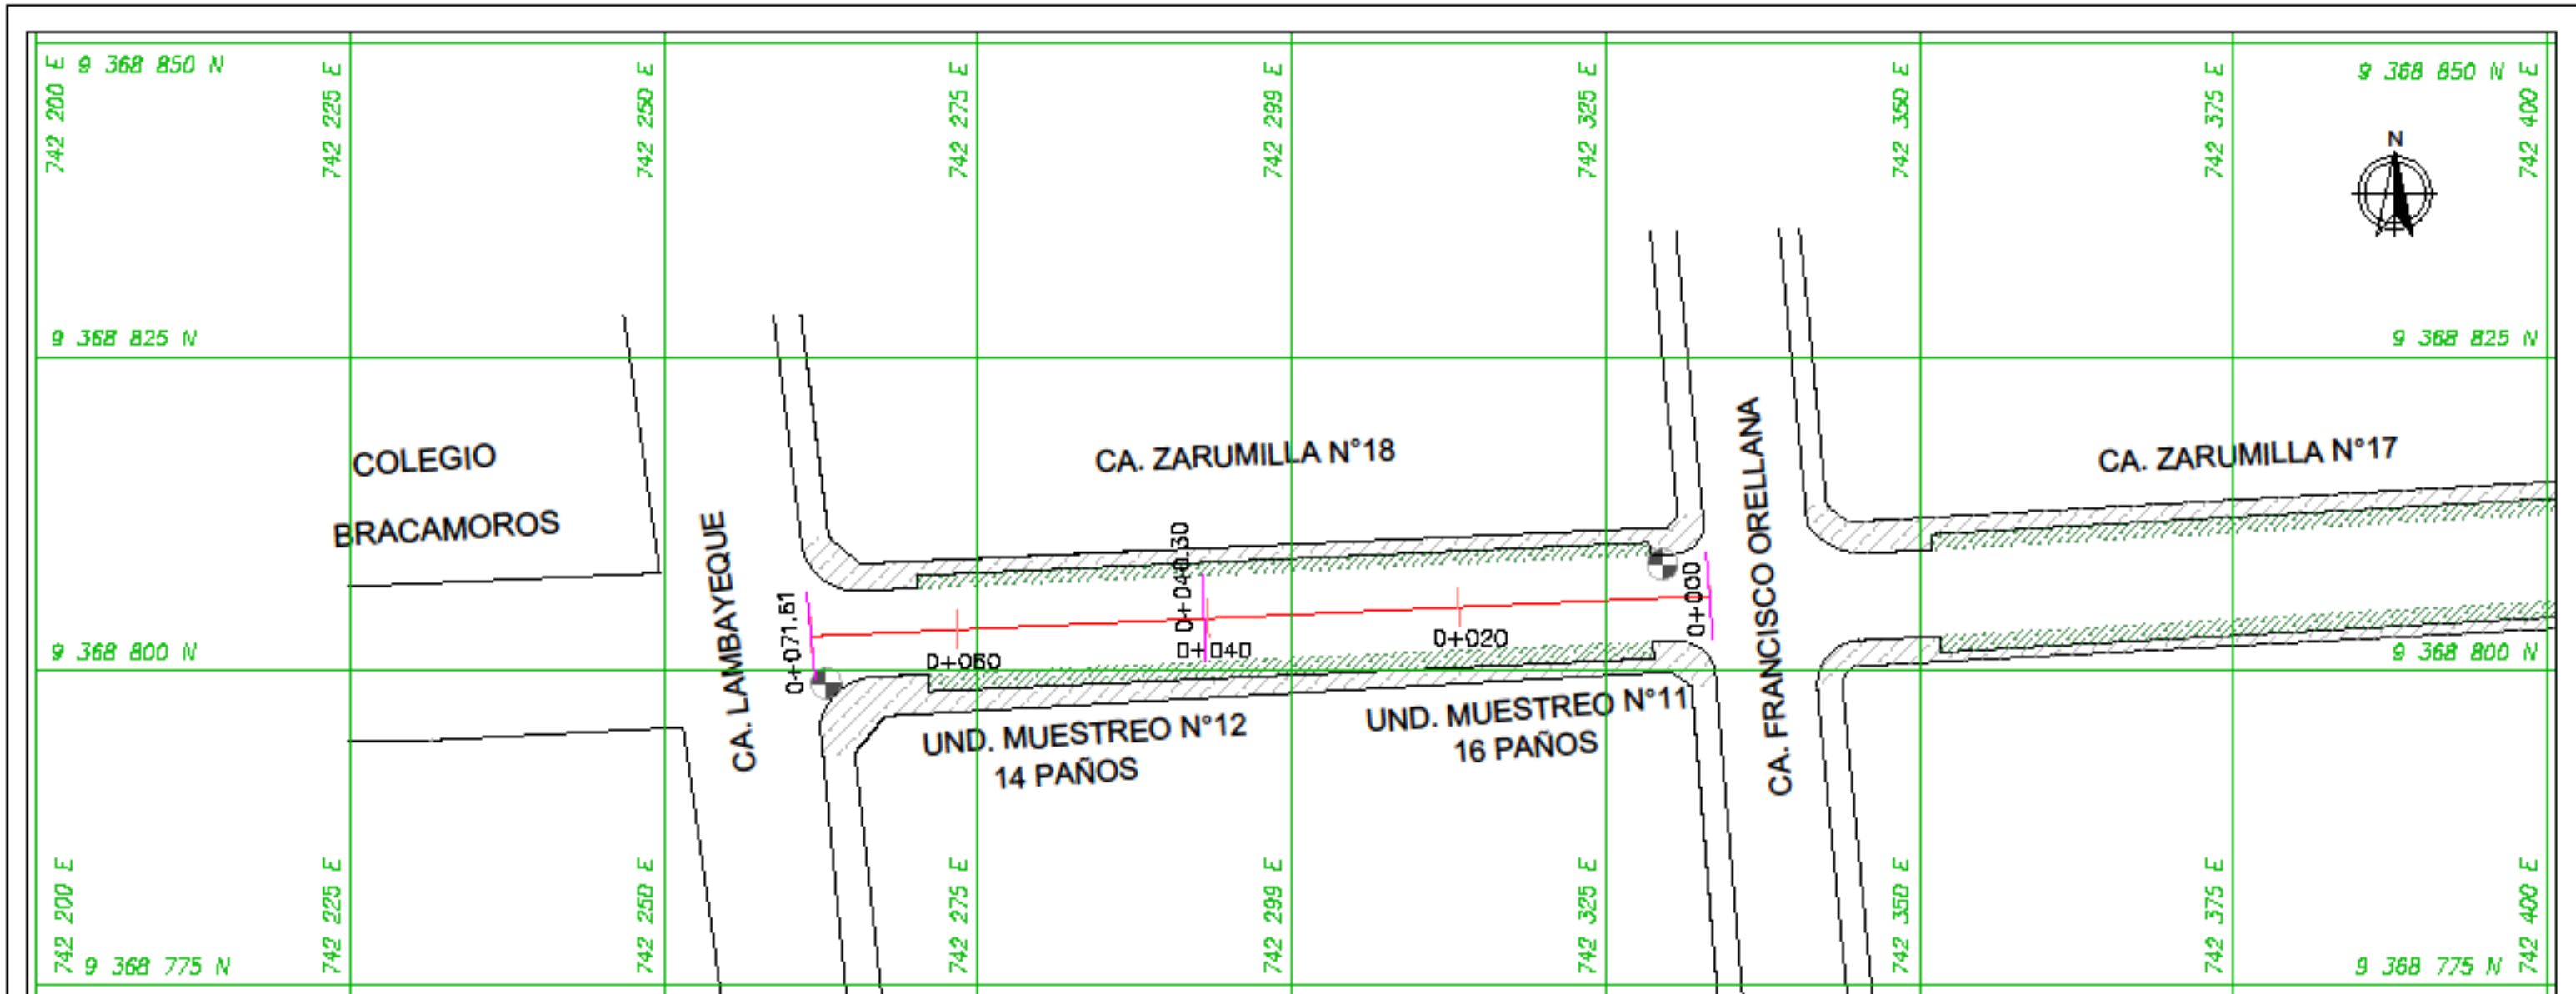 742 200 E
9 368 850 N
742 225 E
742 250 E
742 275 E
742 299 E
742 325 E
742 350 E
742 375 E
9 368 850 N
742 400 E
N
9 368 825 N
9 368 825 N
COLEGIO
BRACAMOROS
CA. LAMBAYEQUE
CA. ZARUMILLA N°18
CA. FRANCISCO ORELLANA
CA. ZARUMILLA N°17
0+071.61
0+060
0+040.30
0+040
0+020
0+000
9 368 800 N
9 368 800 N
UND. MUESTREO N°12
14 PAÑOS
UND. MUESTREO N°11
16 PAÑOS
742 200 E
9 368 775 N
742 225 E
742 250 E
742 275 E
742 299 E
742 325 E
742 350 E
742 375 E
9 368 775 N
742 400 E